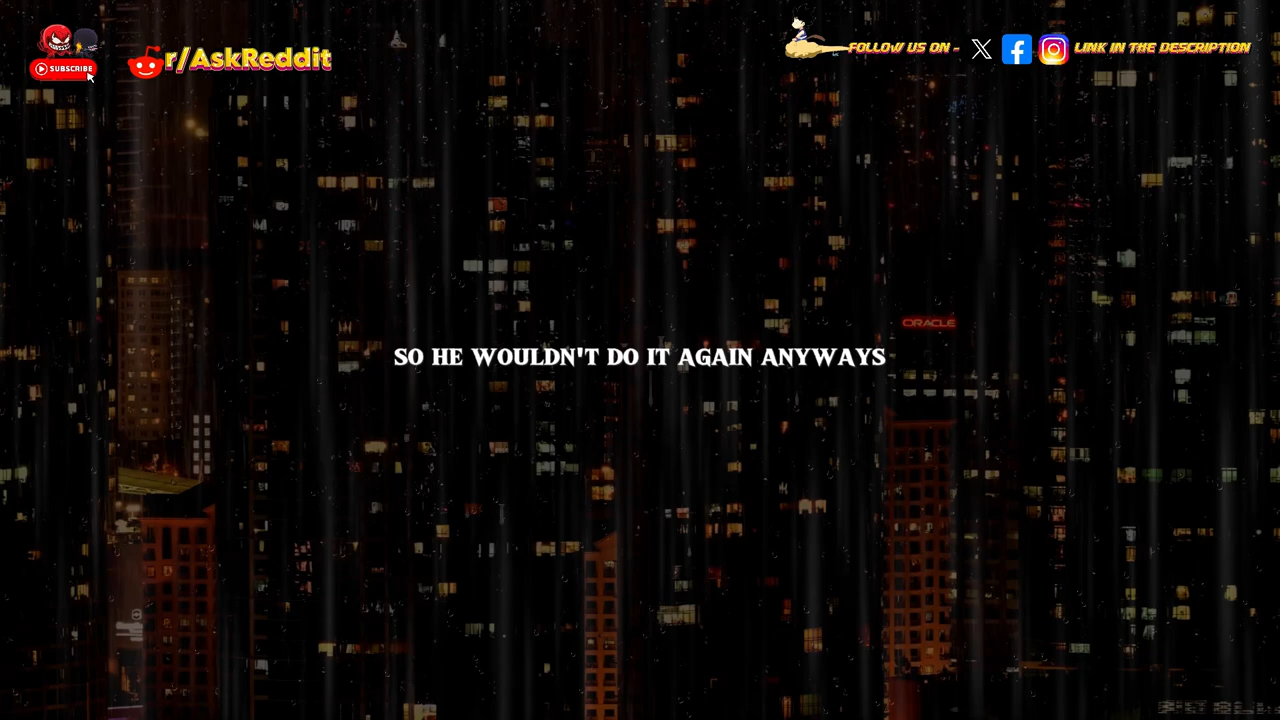 SUBSCRIBE
r/AskReddit
FOLLOW US ON -
LINK IN THE DESCRIPTION
ORACLE
SO HE WOULDN'T DO IT AGAIN ANYWAYS